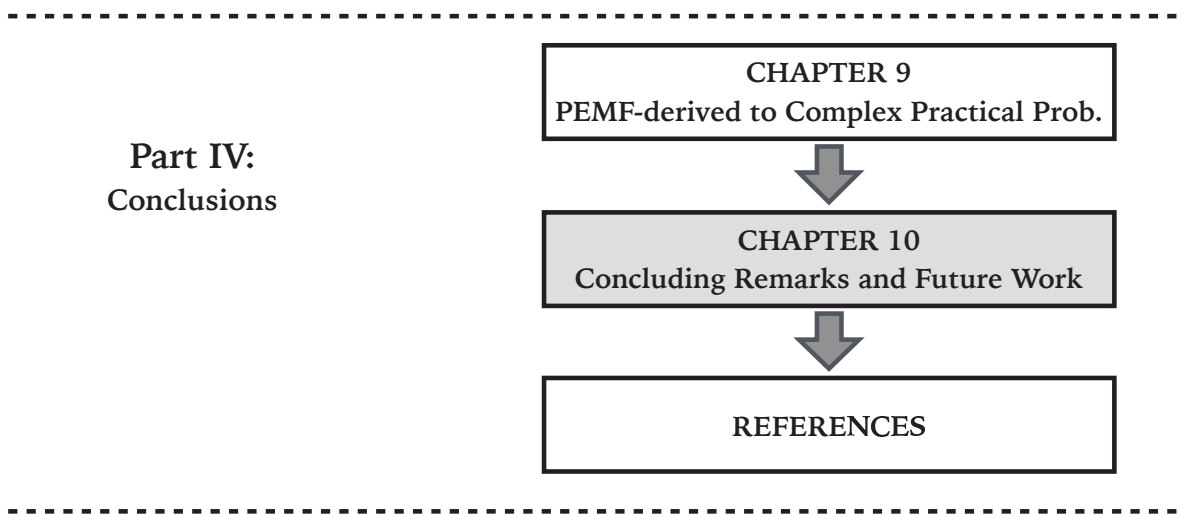 CHAPTER 9
PEMF-derived to Complex Practical Prob.
Part IV:
Conclusions
CHAPTER 10
Concluding Remarks and Future Work
REFERENCES